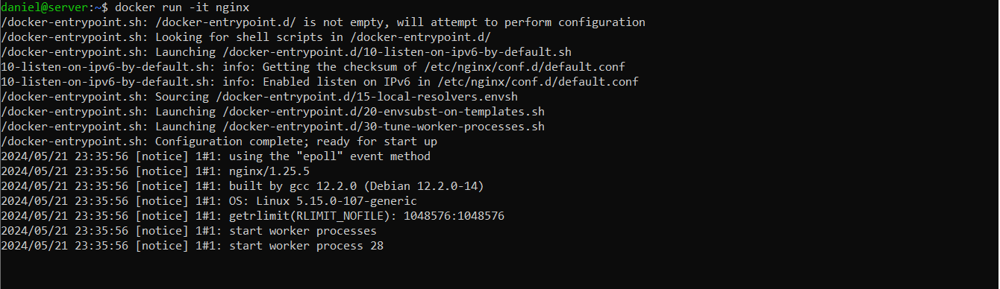 daniel@server:~$ docker run -it nginx
/docker-entrypoint.sh: /docker-entrypoint.d/ is not empty, will attempt to perform configuration
/docker-entrypoint.sh: Looking for shell scripts in /docker-entrypoint.d/
/docker-entrypoint.sh: Launching /docker-entrypoint.d/10-listen-on-ipv6-by-default.sh
10-listen-on-ipv6-by-default.sh: info: Getting the checksum of /etc/nginx/conf.d/default.conf
10-listen-on-ipv6-by-default.sh: info: Enabled listen on IPv6 in /etc/nginx/conf.d/default.conf
/docker-entrypoint.sh: Sourcing /docker-entrypoint.d/15-local-resolvers.envsh
/docker-entrypoint.sh: Launching /docker-entrypoint.d/20-envsubst-on-templates.sh
/docker-entrypoint.sh: Launching /docker-entrypoint.d/30-tune-worker-processes.sh
/docker-entrypoint.sh: Configuration complete; ready for start up
2024/05/21 23:35:56 [notice] 1#1: using the "epoll" event method
2024/05/21 23:35:56 [notice] 1#1: nginx/1.25.5
2024/05/21 23:35:56 [notice] 1#1: built by gcc 12.2.0 (Debian 12.2.0-14)
2024/05/21 23:35:56 [notice] 1#1: OS: Linux 5.15.0-107-generic
2024/05/21 23:35:56 [notice] 1#1: getrlimit(RLIMIT_NOFILE): 1048576:1048576
2024/05/21 23:35:56 [notice] 1#1: start worker processes
2024/05/21 23:35:56 [notice] 1#1: start worker process 28